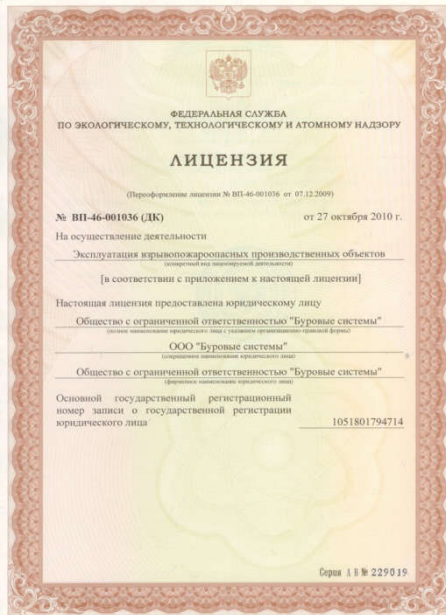 ФЕДЕРАЛЬНАЯ СЛУЖБА
ПО ЭКОЛОГИЧЕСКОМУ, ТЕХНОЛОГИЧЕСКОМУ И АТОМНОМУ НАДЗОРУ
ЛИЦЕНЗИЯ
(Переоформление лицензии № ВП-46-001036 от 07.12.2009)
№ ВП-46-001036 (ДК) от 27 октября 2010 г.
На осуществление деятельности
Эксплуатация взрывопожароопасных производственных объектов
(конкретный вид лицензируемой деятельности)
[в соответствии с приложением к настоящей лицензии]
Настоящая лицензия предоставлена юридическому лицу
Общество с ограниченной ответственностью "Буровые системы"
(полное наименование юридического лица с указанием организационно-правовой формы)
ООО "Буровые системы"
(сокращенное наименование юридического лица)
Общество с ограниченной ответственностью "Буровые системы"
(фирменное наименование юридического лица)
Основной государственный регистрационный
номер записи о государственной регистрации
юридического лица 1051801794714
Серия А В № 229019